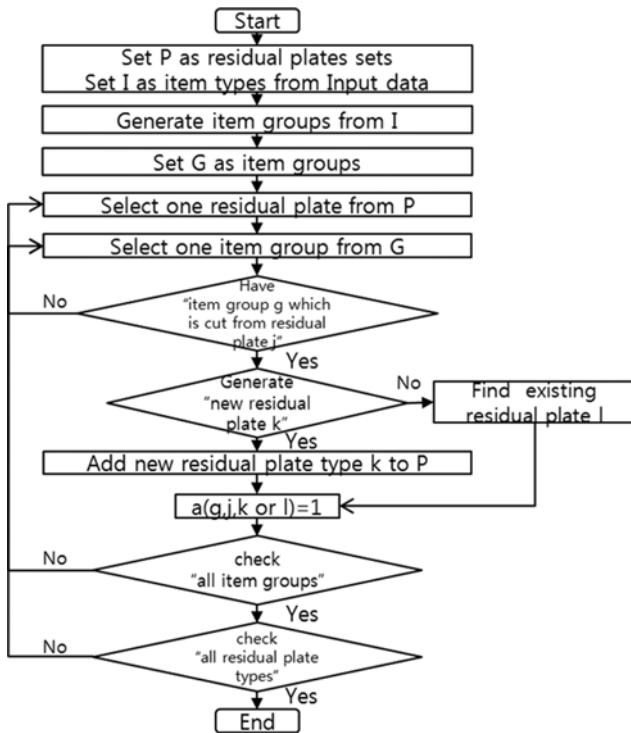 Start
Set P as residual plates sets
Set I as item types from Input data
Generate item groups from I
Set G as item groups
Select one residual plate from P
Select one item group from G
Have
"item group g which
is cut from residual
plate j"
No
Yes
Generate
"new residual
plate k"
No
Find existing
residual plate l
Yes
Add new residual plate type k to P
a(g,j,k or l)=1
check
"all item groups"
No
Yes
check
"all residual plate
types"
No
Yes
End